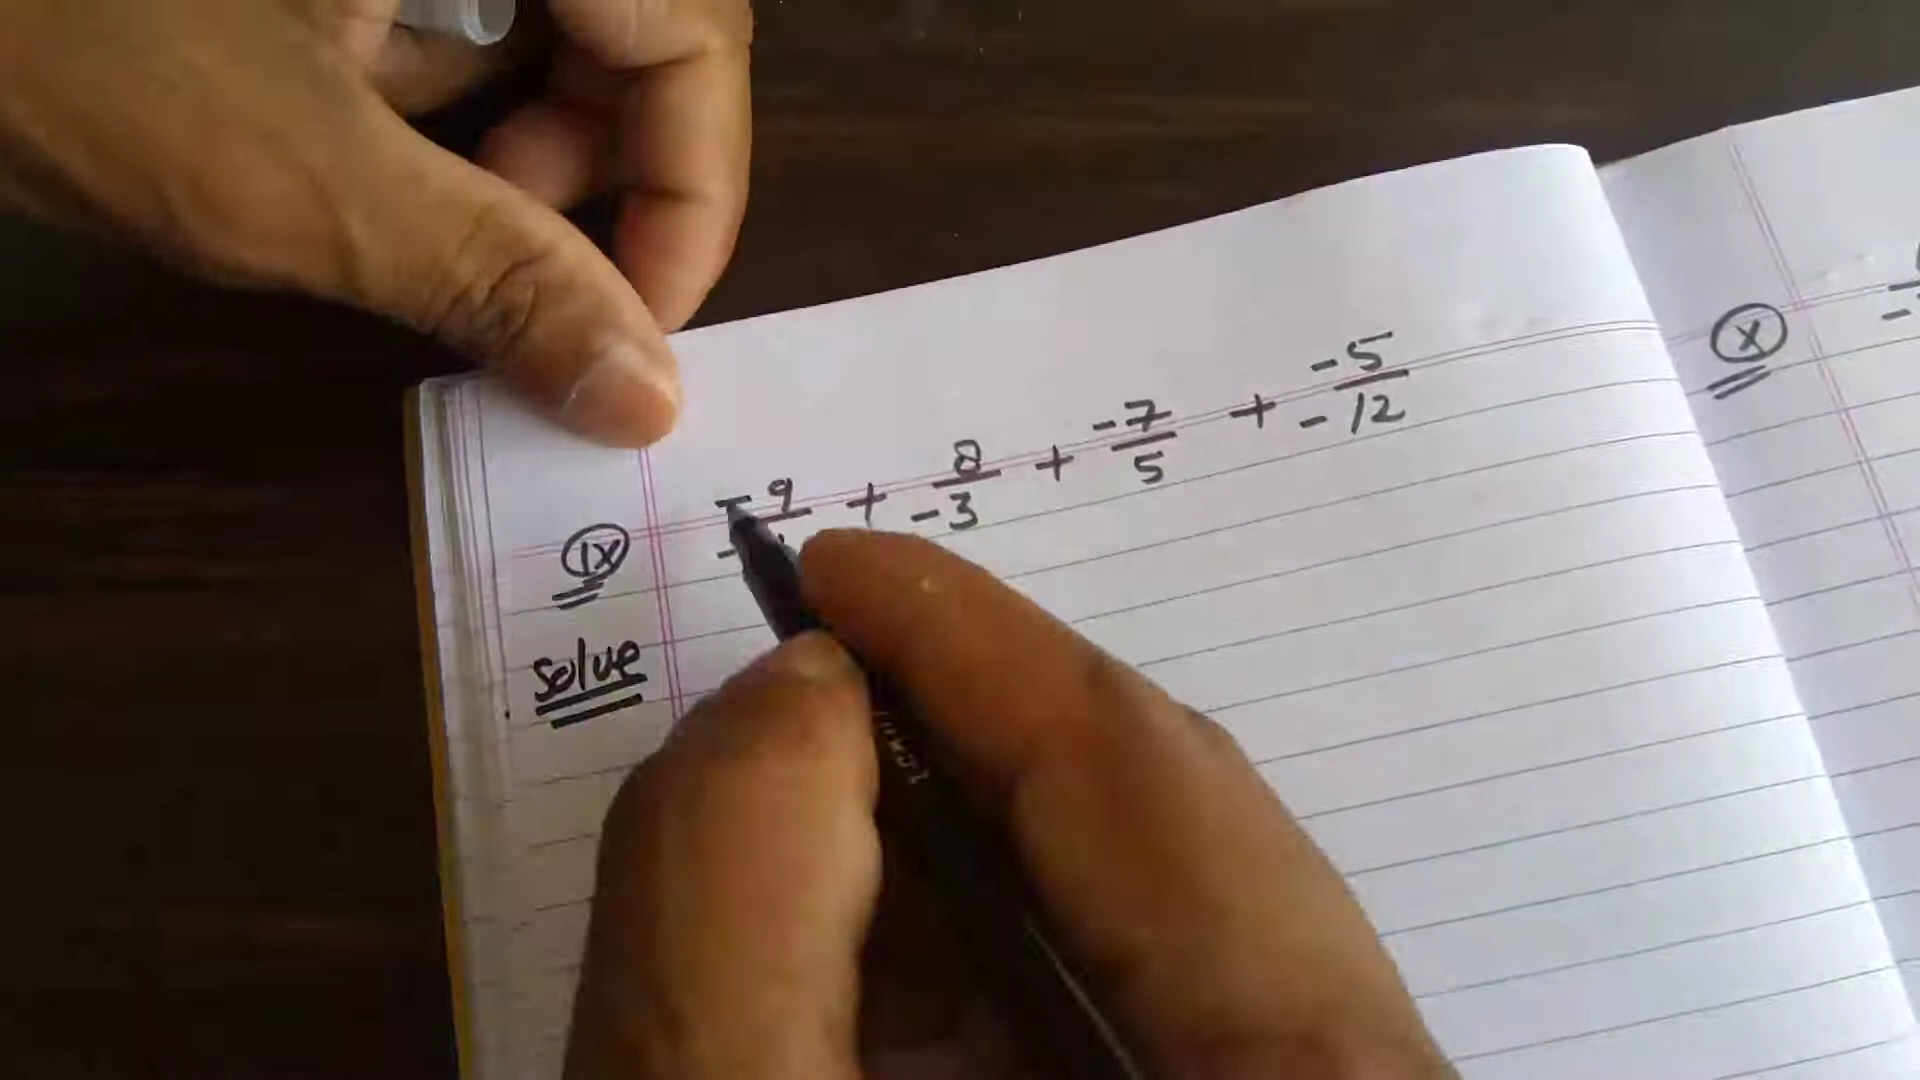 (ix) -9/- + 8/-3 + -7/5 + -5/-12
(x)
Solve